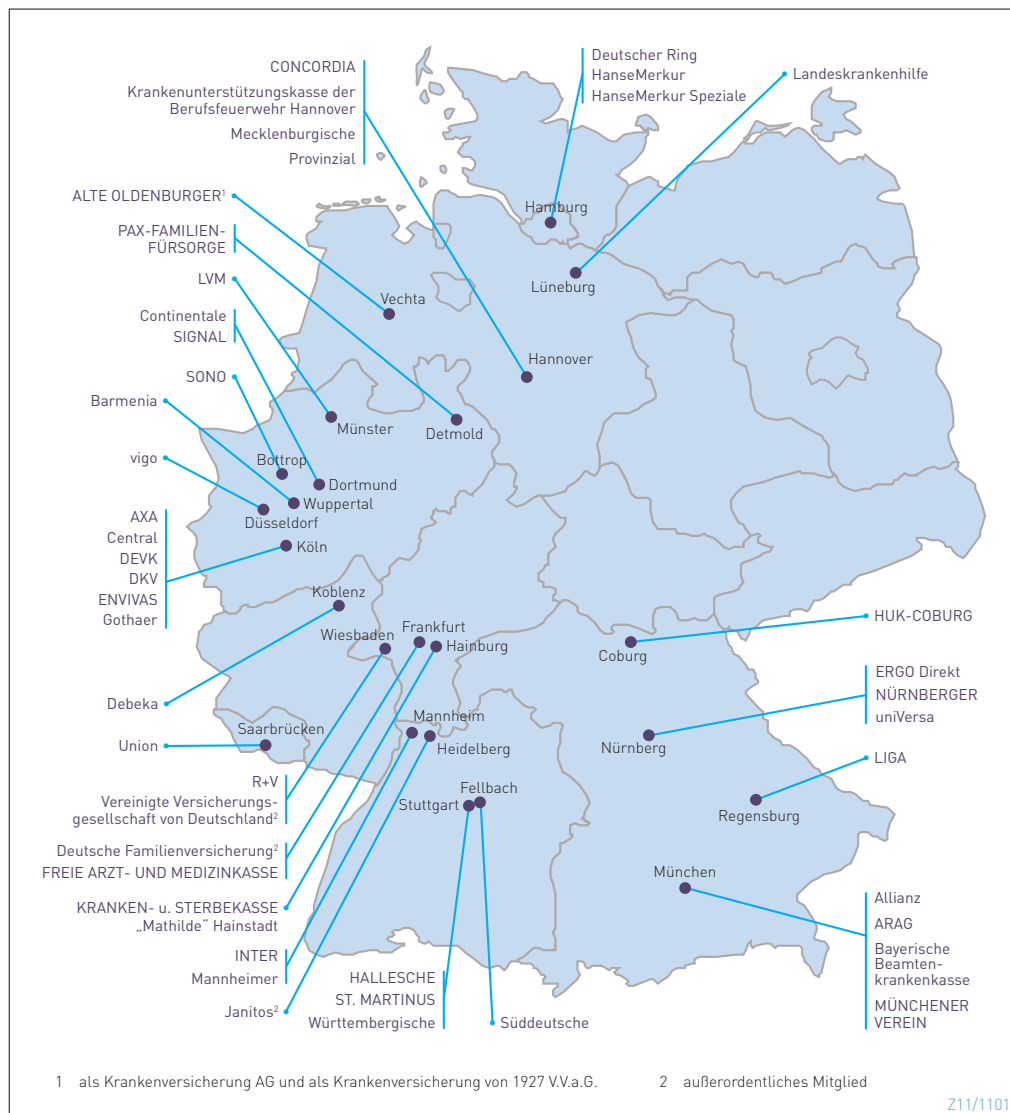 CONCORDIA
Krankenunterstützungskasse der
Berufsfeuerwehr Hannover
Mecklenburgische
Provinzial
Deutscher Ring
HanseMerkur
HanseMerkur Speziale
Landeskrankenhilfe
ALTE OLDENBURGER¹
PAX-FAMILIEN-
FÜRSORGE
LVM
Continentale
SIGNAL
SONO
Barmenia
vigo
AXA
Central
DEVK
DKV
ENVIVAS
Gothaer
Debeka
Union
R+V
Vereinigte Versicherungs-
gesellschaft von Deutschland²
Deutsche Familienversicherung²
FREIE ARZT- UND MEDIZINKASSE
KRANKEN- u. STERBEKASSE
„Mathilde“ Hainstadt
INTER
Mannheimer
Janitos²
HALLESCHE
ST. MARTINUS
Württembergische
Süddeutsche
Hamburg
Lüneburg
Vechta
Hannover
Münster
Detmold
Bottrop
Dortmund
Wuppertal
Düsseldorf
Köln
Koblenz
Wiesbaden
Frankfurt
Hainburg
Coburg
Saarbrücken
Mannheim
Heidelberg
Nürnberg
Fellbach
Stuttgart
Regensburg
München
HUK-COBURG
ERGO Direkt
NÜRNBERGER
uniVersa
LIGA
Allianz
ARAG
Bayerische
Beamten-
krankenkasse
MÜNCHENER
VEREIN
1 als Krankenversicherung AG und als Krankenversicherung von 1927 V.V.a.G.
2 außerordentliches Mitglied
Z11/1101